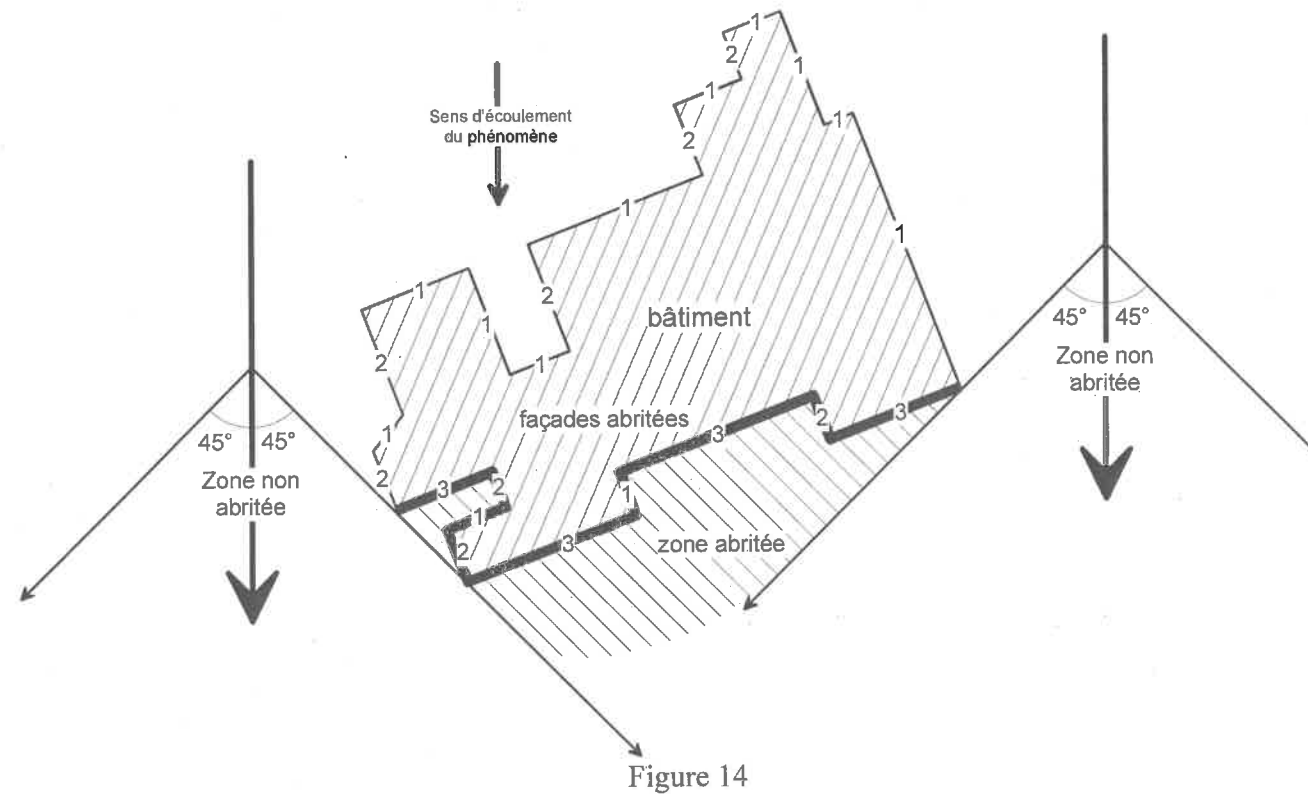 1
2
1
1
2
1
1
1
Sens d'écoulement
du phénomène
1
1
2
1
1
2
1
bâtiment
45° 45°
Zone non
abritée
2
façades abritées
2
3
1
3
45° 45°
Zone non
abritée
2
3
2
1
1
2
3
zone abritée
Figure 14